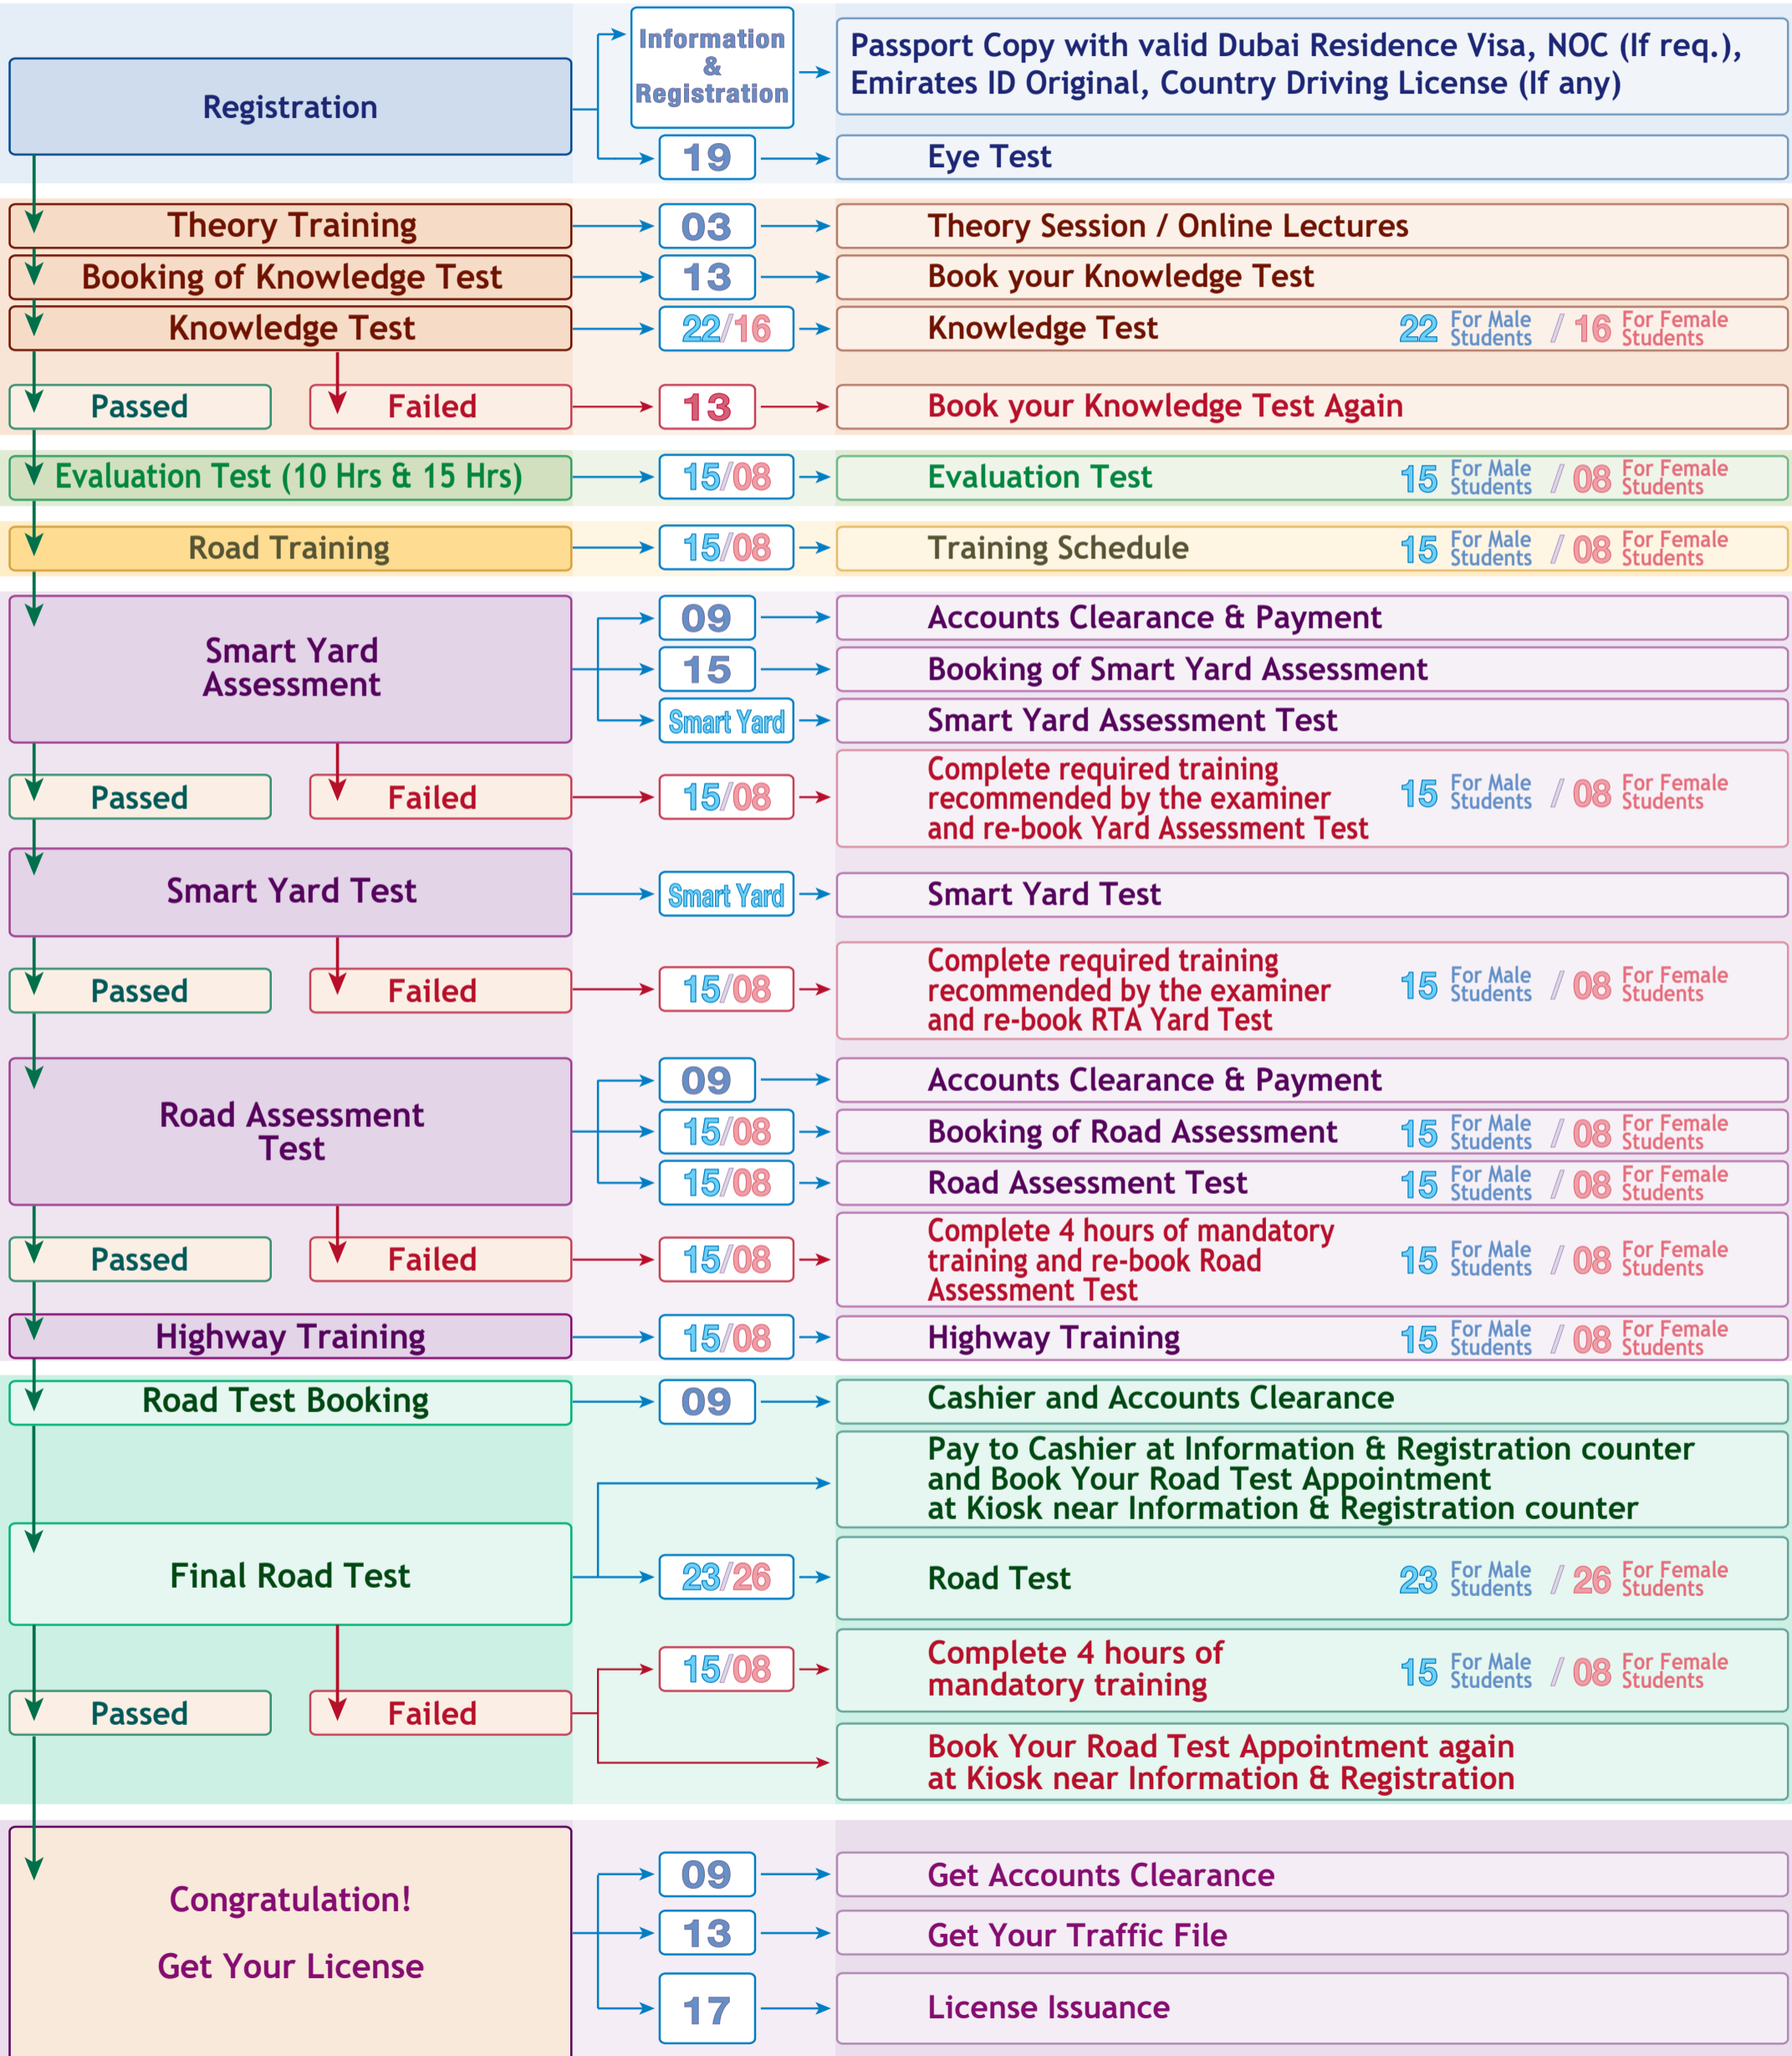 Registration
Information
&
Registration
Passport Copy with valid Dubai Residence Visa, NOC (If req.),
Emirates ID Original, Country Driving License (If any)
19
Eye Test
Theory Training
03
Theory Session / Online Lectures
Booking of Knowledge Test
13
Book your Knowledge Test
Knowledge Test
22/16
Knowledge Test
22 For Male Students / 16 For Female Students
Passed
Failed
13
Book your Knowledge Test Again
Evaluation Test (10 Hrs & 15 Hrs)
15/08
Evaluation Test
15 For Male Students / 08 For Female Students
Road Training
15/08
Training Schedule
15 For Male Students / 08 For Female Students
Smart Yard
Assessment
09
Accounts Clearance & Payment
15
Booking of Smart Yard Assessment
Smart Yard
Smart Yard Assessment Test
Passed
Failed
15/08
Complete required training
recommended by the examiner
and re-book Yard Assessment Test
15 For Male Students / 08 For Female Students
Smart Yard Test
Smart Yard
Smart Yard Test
Passed
Failed
15/08
Complete required training
recommended by the examiner
and re-book RTA Yard Test
15 For Male Students / 08 For Female Students
Road Assessment
Test
09
Accounts Clearance & Payment
15/08
Booking of Road Assessment
15 For Male Students / 08 For Female Students
15/08
Road Assessment Test
15 For Male Students / 08 For Female Students
Passed
Failed
15/08
Complete 4 hours of mandatory
training and re-book Road
Assessment Test
15 For Male Students / 08 For Female Students
Highway Training
15/08
Highway Training
15 For Male Students / 08 For Female Students
Road Test Booking
09
Cashier and Accounts Clearance
Pay to Cashier at Information & Registration counter
and Book Your Road Test Appointment
at Kiosk near Information & Registration counter
Final Road Test
23/26
Road Test
23 For Male Students / 26 For Female Students
Passed
Failed
15/08
Complete 4 hours of
mandatory training
15 For Male Students / 08 For Female Students
Book Your Road Test Appointment again
at Kiosk near Information & Registration
Congratulation!
Get Your License
09
Get Accounts Clearance
13
Get Your Traffic File
17
License Issuance